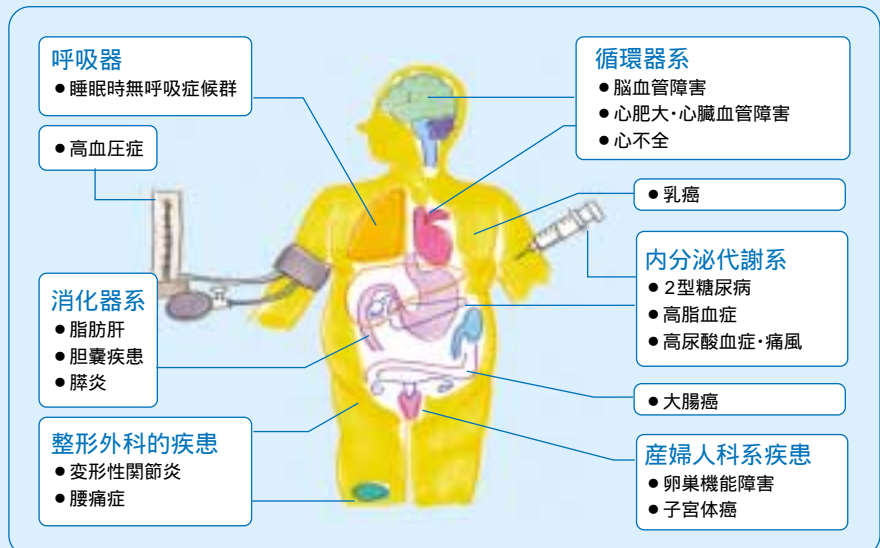 呼吸器
●睡眠時無呼吸症候群
●高血圧症
消化器系
●脂肪肝
●胆嚢疾患
●膵炎
整形外科的疾患
●変形性関節炎
●腰痛症
循環器系
●脳血管障害
●心肥大・心臓血管障害
●心不全
●乳癌
内分泌代謝系
●2型糖尿病
●高脂血症
●高尿酸血症・痛風
●大腸癌
産婦人科系疾患
●卵巣機能障害
●子宮体癌